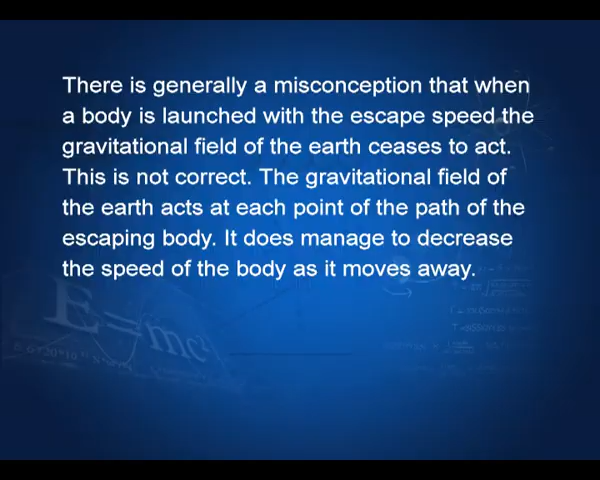 There is generally a misconception that when
a body is launched with the escape speed the
gravitational field of the earth ceases to act.
This is not correct. The gravitational field of
the earth acts at each point of the path of the
escaping body. It does manage to decrease
the speed of the body as it moves away.
E=mc²